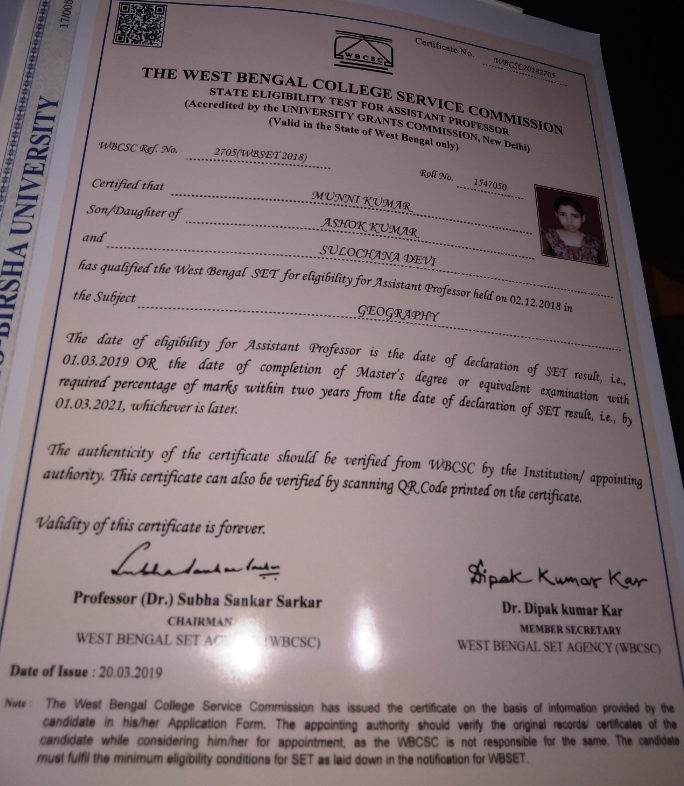 17/005
WBCSC
Certificate No. WBCSC20182705
THE WEST BENGAL COLLEGE SERVICE COMMISSION
STATE ELIGIBILITY TEST FOR ASSISTANT PROFESSOR
(Accredited by the UNIVERSITY GRANTS COMMISSION, New Delhi)
(Valid in the State of West Bengal only)
WBCSC Ref. No. 2705(WBSET 2018)
Roll No. 1547050
Certified that MUNNI KUMAR
Son/Daughter of ASHOK KUMAR
and SULOCHANA DEVI
has qualified the West Bengal SET for eligibility for Assistant Professor held on 02.12.2018 in
the Subject GEOGRAPHY
The date of eligibility for Assistant Professor is the date of declaration of SET result, i.e.,
01.03.2019 OR the date of completion of Master's degree or equivalent examination with
required percentage of marks within two years from the date of declaration of SET result, i.e., by
01.03.2021, whichever is later.
The authenticity of the certificate should be verified from WBCSC by the Institution/ appointing
authority. This certificate can also be verified by scanning QR Code printed on the certificate.
Validity of this certificate is forever.
Dipak Kumar Kar
Professor (Dr.) Subha Sankar Sarkar
CHAIRMAN
WEST BENGAL SET (WBCSC)
Dr. Dipak kumar Kar
MEMBER SECRETARY
WEST BENGAL SET AGENCY (WBCSC)
Date of Issue : 20.03.2019
Note : The West Bengal College Service Commission has issued the certificate on the basis of information provided by the
candidate in his/her Application Form. The appointing authority should verify the original records/ certificates of the
candidate while considering him/her for appointment, as the WBCSC is not responsible for the same. The candidate
must fulfil the minimum eligibility conditions for SET as laid down in the notification for WBSET.
BIRSHA UNIVERSITY